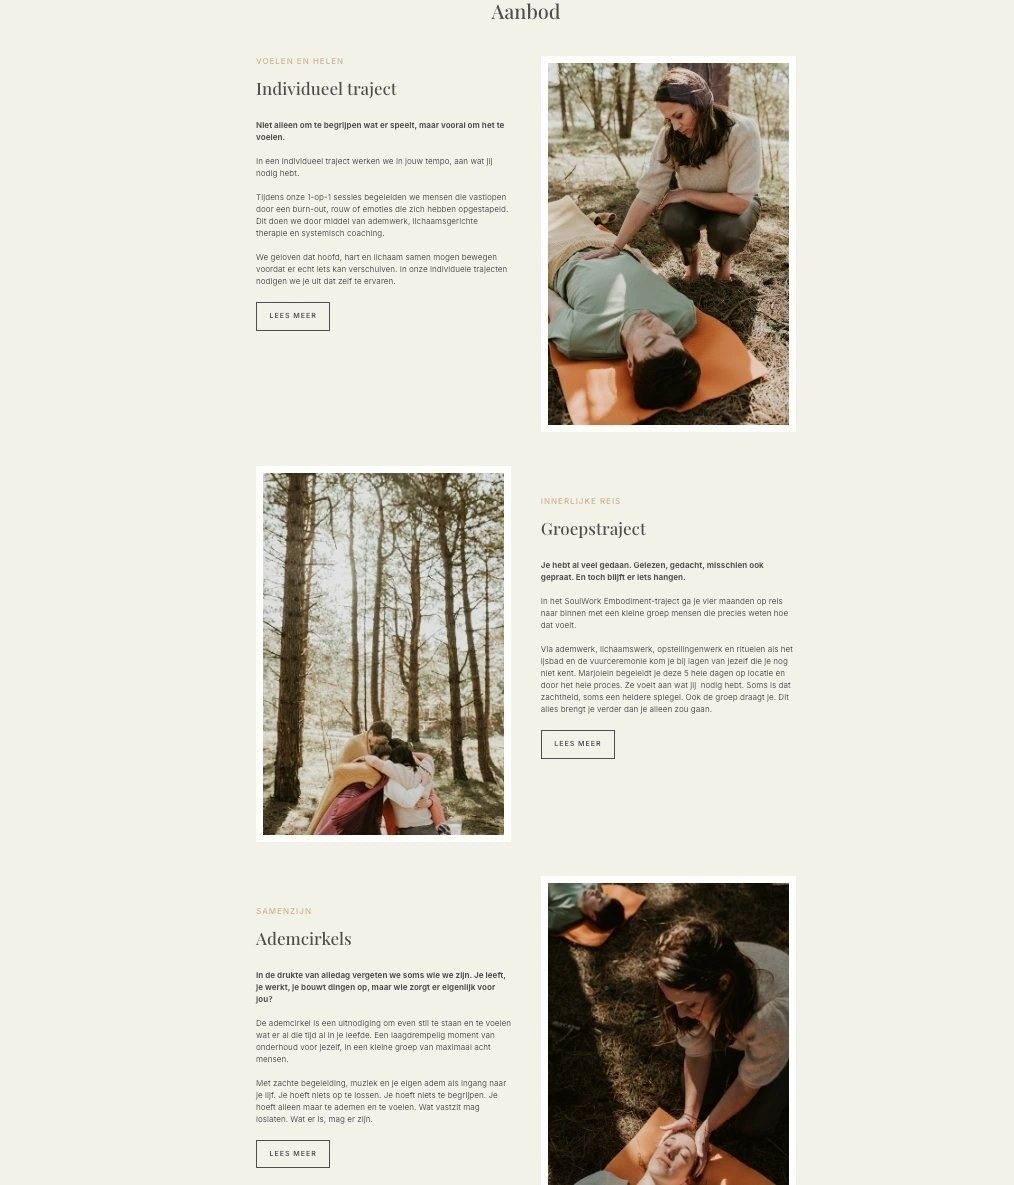 Aanbod
VOELEN EN HELEN
Individueel traject
Niet alleen om te begrijpen wat er speelt, maar vooral om het te
voelen.
In een individueel traject werken we in jouw tempo, aan wat jij
nodig hebt.
Tijdens onze 1-op-1 sessies begeleiden we mensen die vastlopen
door een burn-out, rouw of emoties die zich hebben opgestapeld.
Dit doen we door middel van ademwerk, lichaamsgerichte
therapie en systemisch coaching.
We geloven dat hoofd, hart en lichaam samen mogen bewegen
voordat er echt iets kan verschuiven. In onze individuele trajecten
nodigen we je uit dat zelf te ervaren.
LEES MEER
INNERLIJKE REIS
Groepstraject
Je hebt al veel gedaan. Gelezen, gedacht, misschien ook
gepraat. En toch blijft er iets hangen.
In het SoulWork Embodiment-traject ga je vier maanden op reis
naar binnen met een kleine groep mensen die precies weten hoe
dat voelt.
Via ademwerk, lichaamswerk, opstellingenwerk en rituelen als het
ijsbad en de vuurceremonie kom je bij lagen van jezelf die je nog
niet kent. Marjolein begeleidt je deze 5 hele dagen op locatie en
door het hele proces. Ze voelt aan wat jij nodig hebt. Soms is dat
zachtheid, soms een heldere spiegel. Ook de groep draagt je. Dit
alles brengt je verder dan je alleen zou gaan.
LEES MEER
SAMENZIJN
Ademcirkels
In de drukte van alledag vergeten we soms wie we zijn. Je leeft,
je werkt, je bouwt dingen op, maar wie zorgt er eigenlijk voor
jou?
De ademcirkel is een uitnodiging om even stil te staan en te voelen
wat er al die tijd al in je leefde. Een laagdrempelig moment van
onderhoud voor jezelf, in een kleine groep van maximaal acht
mensen.
Met zachte begeleiding, muziek en je eigen adem als ingang naar
je lijf. Je hoeft niets op te lossen. Je hoeft niets te begrijpen. Je
hoeft alleen maar te ademen en te voelen. Wat vastzit mag
loslaten. Wat er is, mag er zijn.
LEES MEER